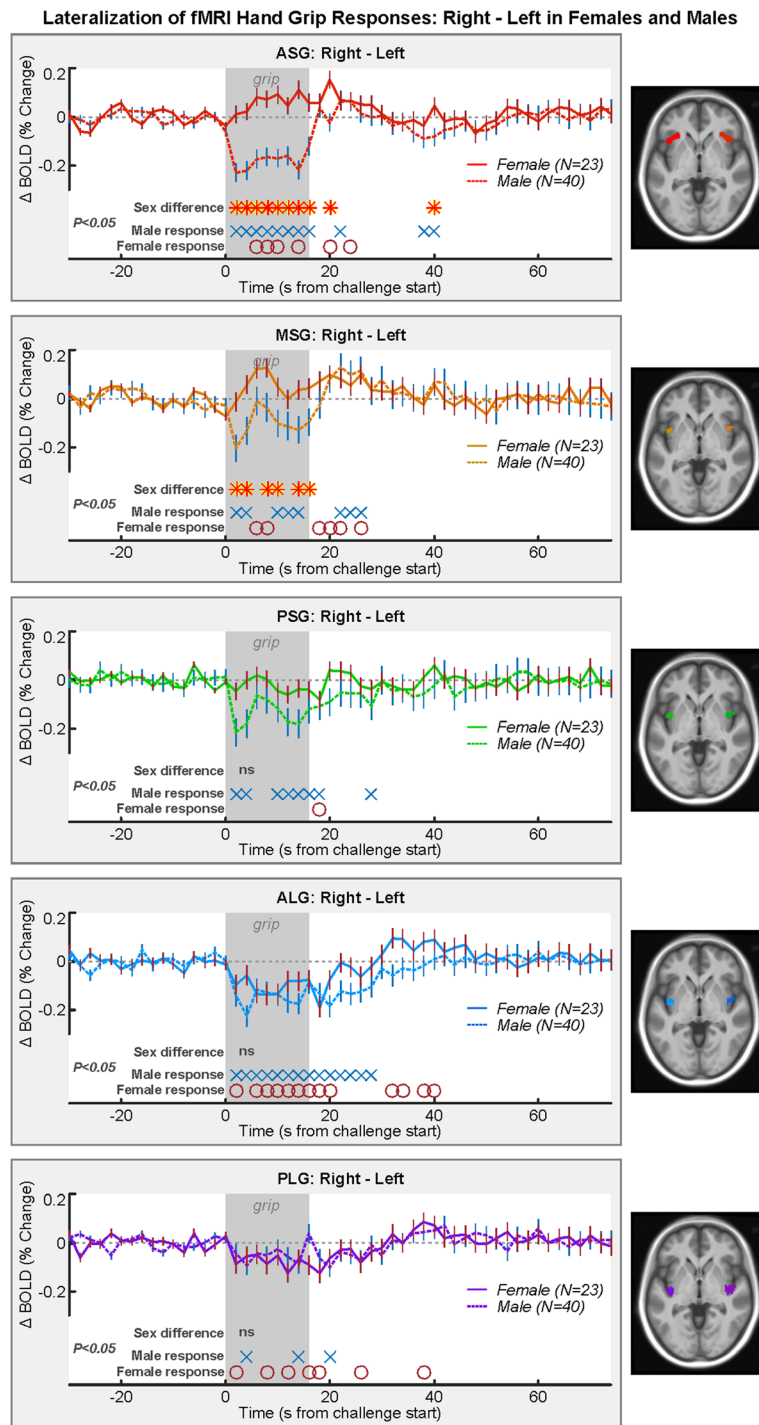 Lateralization of fMRI Hand Grip Responses: Right - Left in Females and Males
ASG: Right - Left
grip
0.2
0
-0.2
Δ BOLD (% Change)
Female (N=23)
Male (N=40)
P<0.05
Sex difference
Male response
Female response
-20 0 20 40 60
Time (s from challenge start)
MSG: Right - Left
grip
0.2
0
-0.2
Δ BOLD (% Change)
Female (N=23)
Male (N=40)
P<0.05
Sex difference
Male response
Female response
-20 0 20 40 60
Time (s from challenge start)
PSG: Right - Left
grip
0.2
0
-0.2
Δ BOLD (% Change)
Female (N=23)
Male (N=40)
P<0.05
Sex difference ns
Male response
Female response
-20 0 20 40 60
Time (s from challenge start)
ALG: Right - Left
grip
0.2
0
-0.2
Δ BOLD (% Change)
Female (N=23)
Male (N=40)
P<0.05
Sex difference ns
Male response
Female response
-20 0 20 40 60
Time (s from challenge start)
PLG: Right - Left
grip
0.2
0
-0.2
Δ BOLD (% Change)
Female (N=23)
Male (N=40)
P<0.05
Sex difference ns
Male response
Female response
-20 0 20 40 60
Time (s from challenge start)